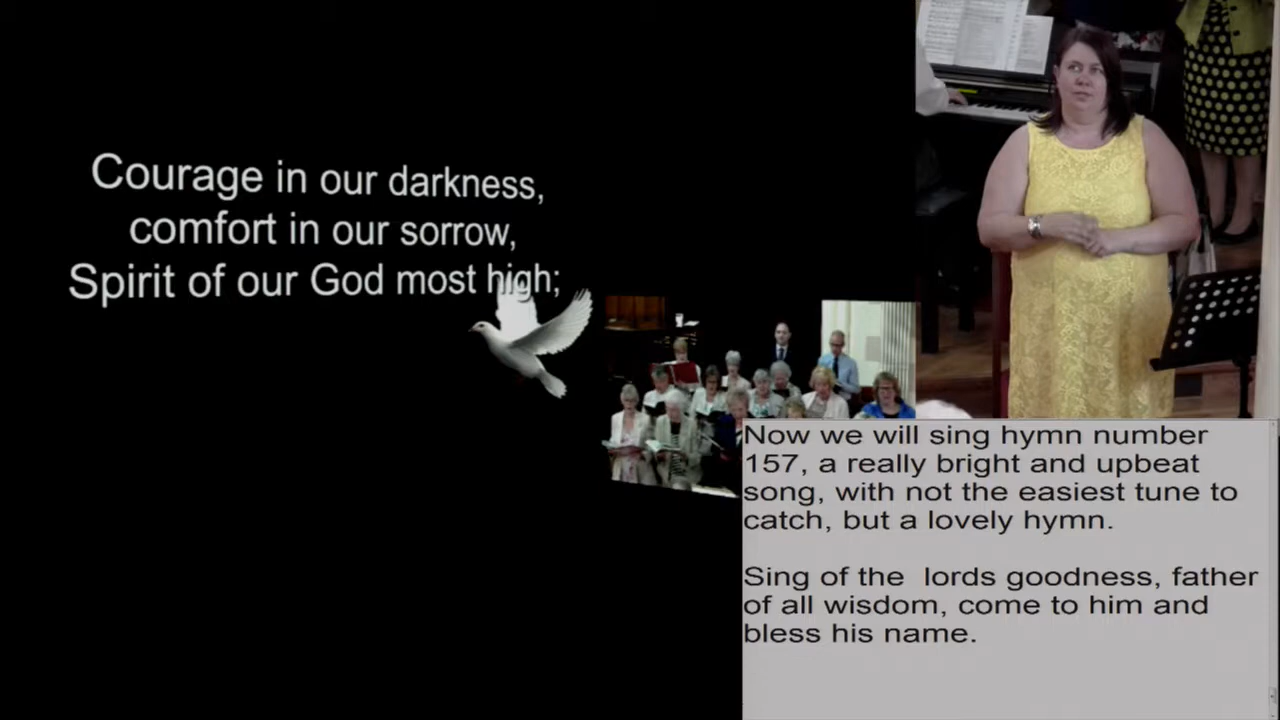 Courage in our darkness,
comfort in our sorrow,
Spirit of our God most high;
Now we will sing hymn number
157, a really bright and upbeat
song, with not the easiest tune to
catch, but a lovely hymn.
Sing of the  lords goodness, father
of all wisdom, come to him and
bless his name.